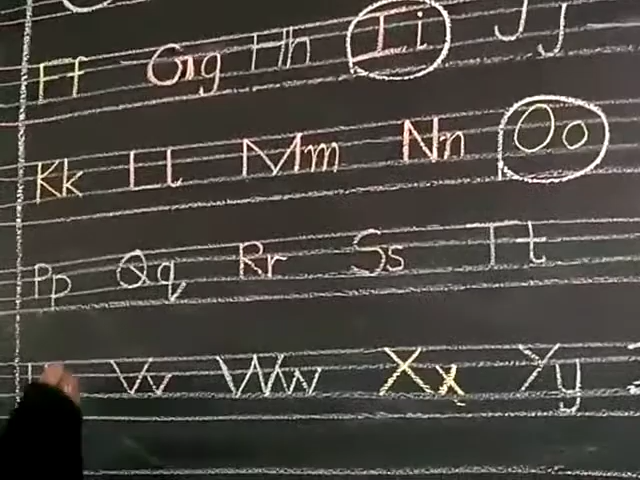 Ff Gg Hh Ii Jj
Kk Ll Mm Nn Oo
Pp Qq Rr Ss Tt
Vv Ww Xx Yy